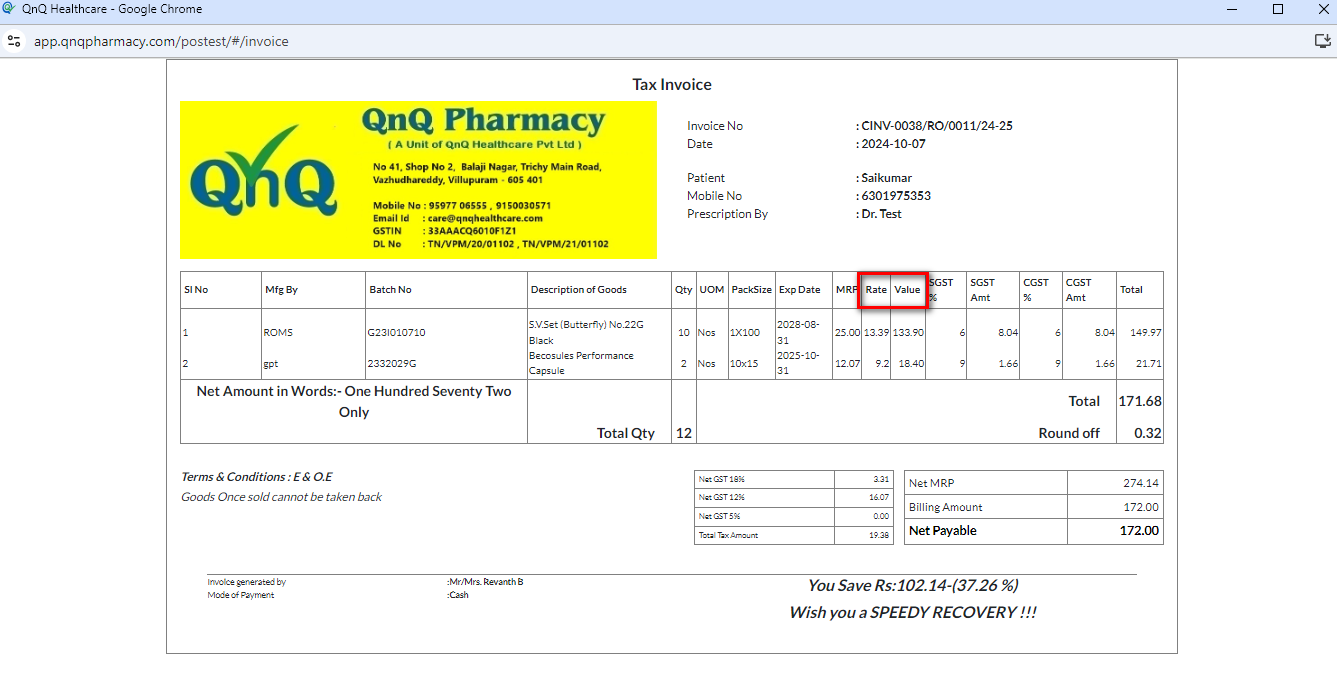 QnQ Healthcare - Google Chrome
app.qnqpharmacy.com/postest/#/invoice
Tax Invoice
QnQ
QnQ Pharmacy
( A Unit of QnQ Healthcare Pvt Ltd )
No 41, Shop No 2, Balaji Nagar, Trichy Main Road,
Vazhudhareddy, Villupuram - 605 401
Mobile No : 95977 06555 , 9150030571
Email Id : care@qnqhealthcare.com
GSTIN : 33AAACQ6010F1Z1
DL No : TN/VPM/20/01102 , TN/VPM/21/01102
Invoice No : CINV-0038/RO/0011/24-25
Date : 2024-10-07
Patient : Saikumar
Mobile No : 6301975353
Prescription By : Dr. Test
Sl No Mfg By Batch No Description of Goods Qty UOM PackSize Exp Date MRP Rate Value SGST % SGST Amt CGST % CGST Amt Total
1 ROMS G23I010710 S.V.Set (Butterfly) No.22G Black 10 Nos 1X100 2028-08-31 25.00 13.39 133.90 6 8.04 6 8.04 149.97
2 gpt 2332029G Becosules Performance Capsule 2 Nos 10x15 2025-10-31 12.07 9.2 18.40 9 1.66 9 1.66 21.71
Net Amount in Words:- One Hundred Seventy Two
Only
Total Qty 12
Total 171.68
Round off 0.32
Terms & Conditions : E & O.E
Goods Once sold cannot be taken back
Net GST 18% 3.31
Net GST 12% 16.07
Net GST 5% 0.00
Total Tax Amount 19.38
Net MRP 274.14
Billing Amount 172.00
Net Payable 172.00
Invoice generated by :Mr/Mrs. Revanth B
Mode of Payment :Cash
You Save Rs:102.14-(37.26 %)
Wish you a SPEEDY RECOVERY !!!